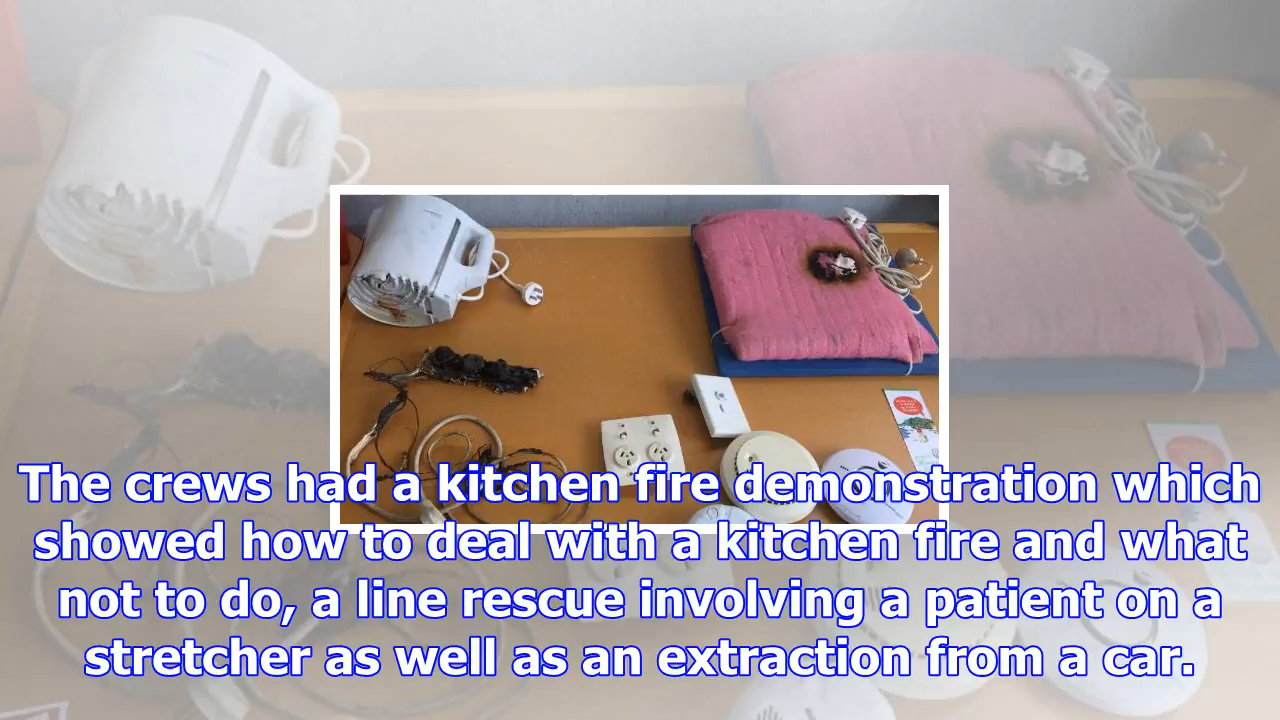 The crews had a kitchen fire demonstration which
showed how to deal with a kitchen fire and what
not to do, a line rescue involving a patient on a
stretcher as well as an extraction from a car.